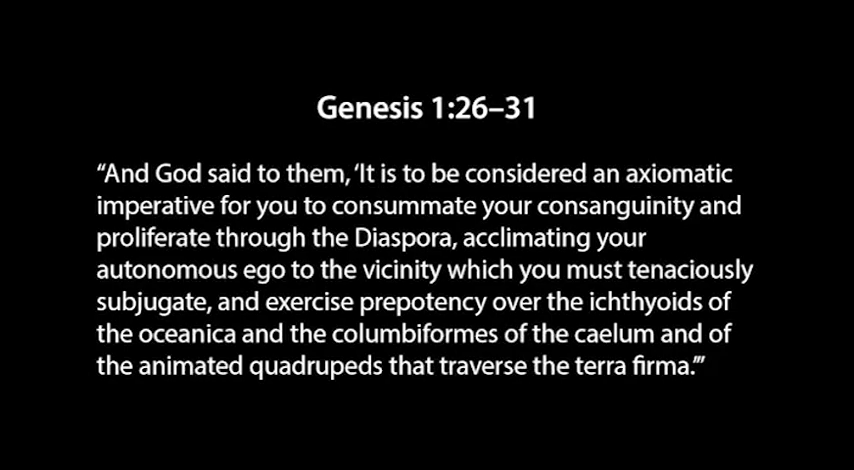 Genesis 1:26–31
“And God said to them, ‘It is to be considered an axiomatic
imperative for you to consummate your consanguinity and
proliferate through the Diaspora, acclimating your
autonomous ego to the vicinity which you must tenaciously
subjugate, and exercise prepotency over the ichthyoids of
the oceanica and the columbiformes of the caelum and of
the animated quadrupeds that traverse the terra firma.’”